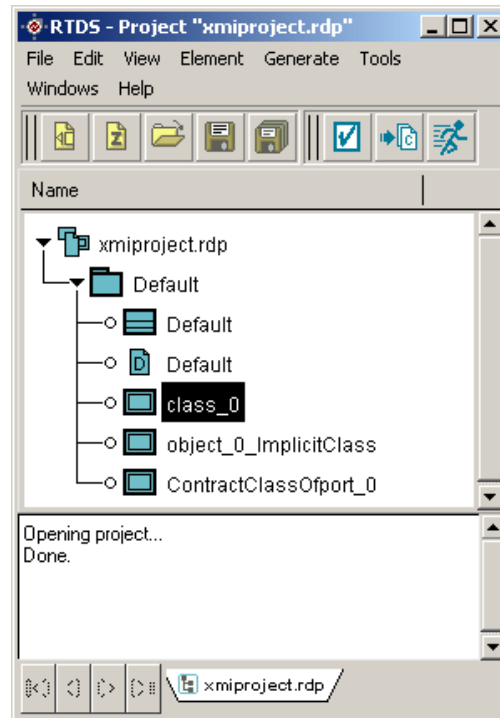 RTDS - Project "xmiproject.rdp"
File Edit View Element Generate Tools
Windows Help
Name
xmiproject.rdp
Default
Default
D Default
class_0
object_0_ImplicitClass
ContractClassOfport_0
Opening project...
Done.
xmiproject.rdp